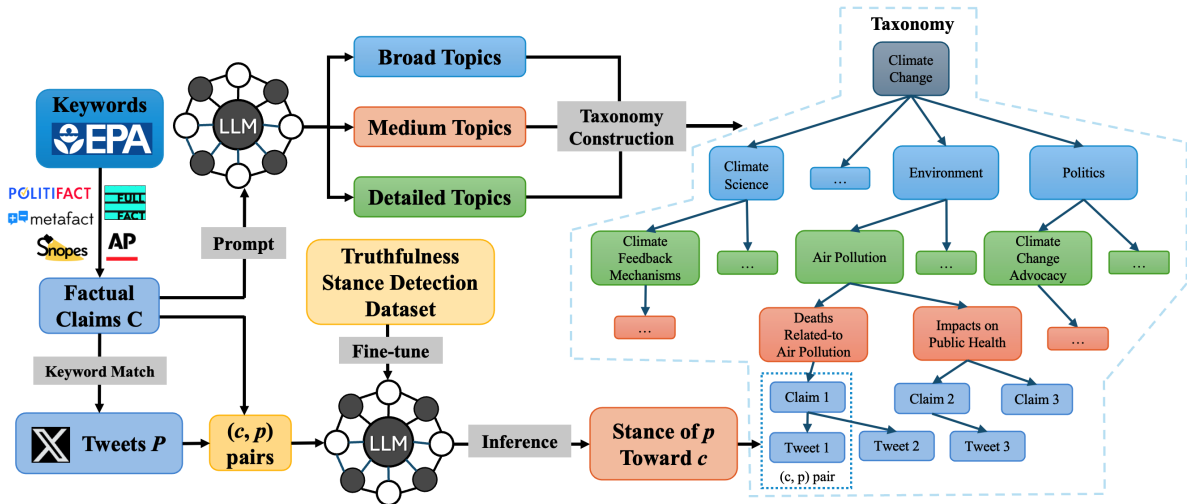 Keywords
EPA
POLITIFACT
FULL
FACT
metafact
Snopes
AP
Factual
Claims C
Keyword Match
Tweets P
(c, p)
pairs
Prompt
LLM
Broad Topics
Medium Topics
Detailed Topics
Taxonomy
Construction
Truthfulness
Stance Detection
Dataset
Fine-tune
LLM
Inference
Stance of p
Toward c
Taxonomy
Climate
Change
Climate
Science
...
Environment
Politics
Climate
Feedback
Mechanisms
...
Air Pollution
...
Climate
Change
Advocacy
...
...
Deaths
Related-to
Air Pollution
Impacts on
Public Health
...
Claim 1
Claim 2
Claim 3
Tweet 1
Tweet 2
Tweet 3
(c, p) pair